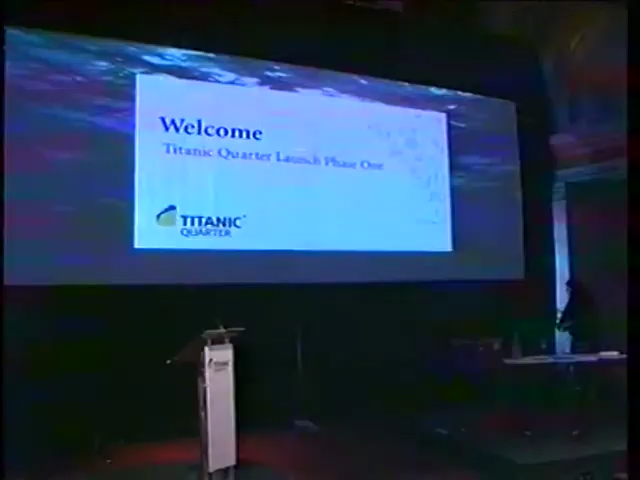 Welcome
Titanic Quarter Launch Phase One
TITANIC
QUARTER